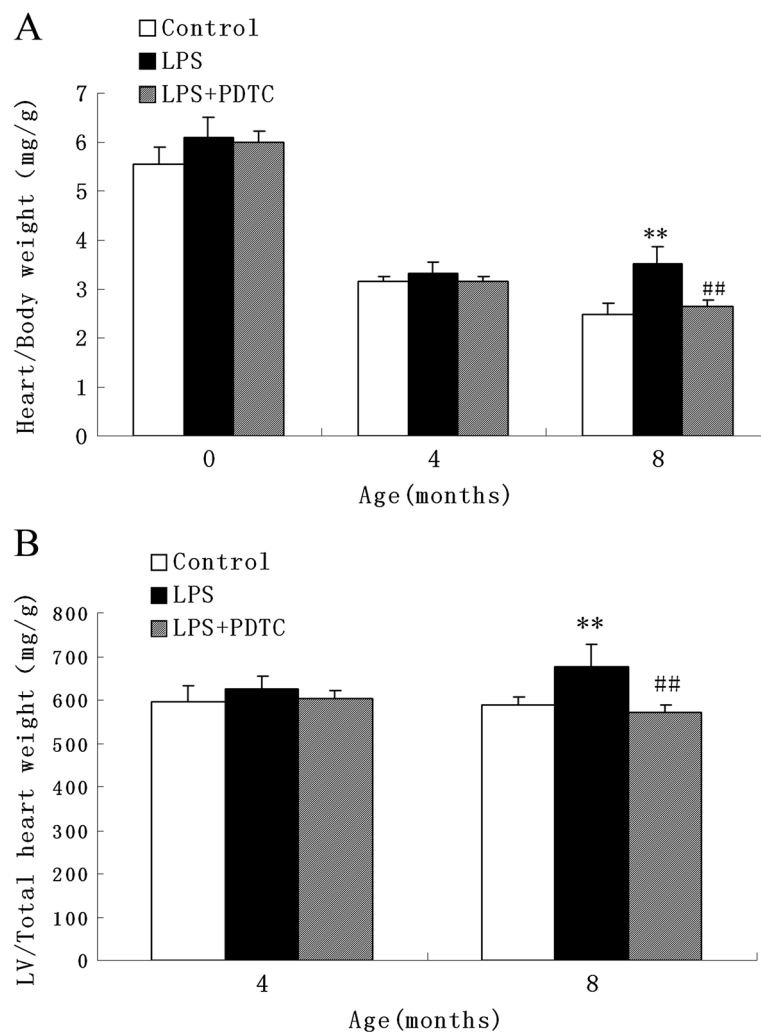 A
Control
LPS
LPS+PDTC
Heart/Body weight (mg/g)
7
6
5
4
3
2
1
0
**
##
0 4 8
Age(months)
B
Control
LPS
LPS+PDTC
LV/Total heart weight (mg/g)
800
700
600
500
400
300
200
100
0
**
##
4 8
Age(months)